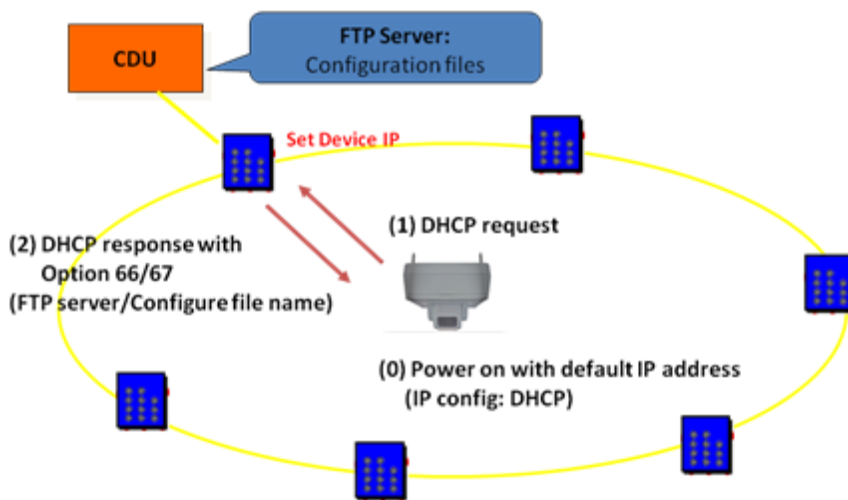 FTP Server:
Configuration files
CDU
Set Device IP
(1) DHCP request
(2) DHCP response with
Option 66/67
(FTP server/Configure file name)
(0) Power on with default IP address
(IP config: DHCP)